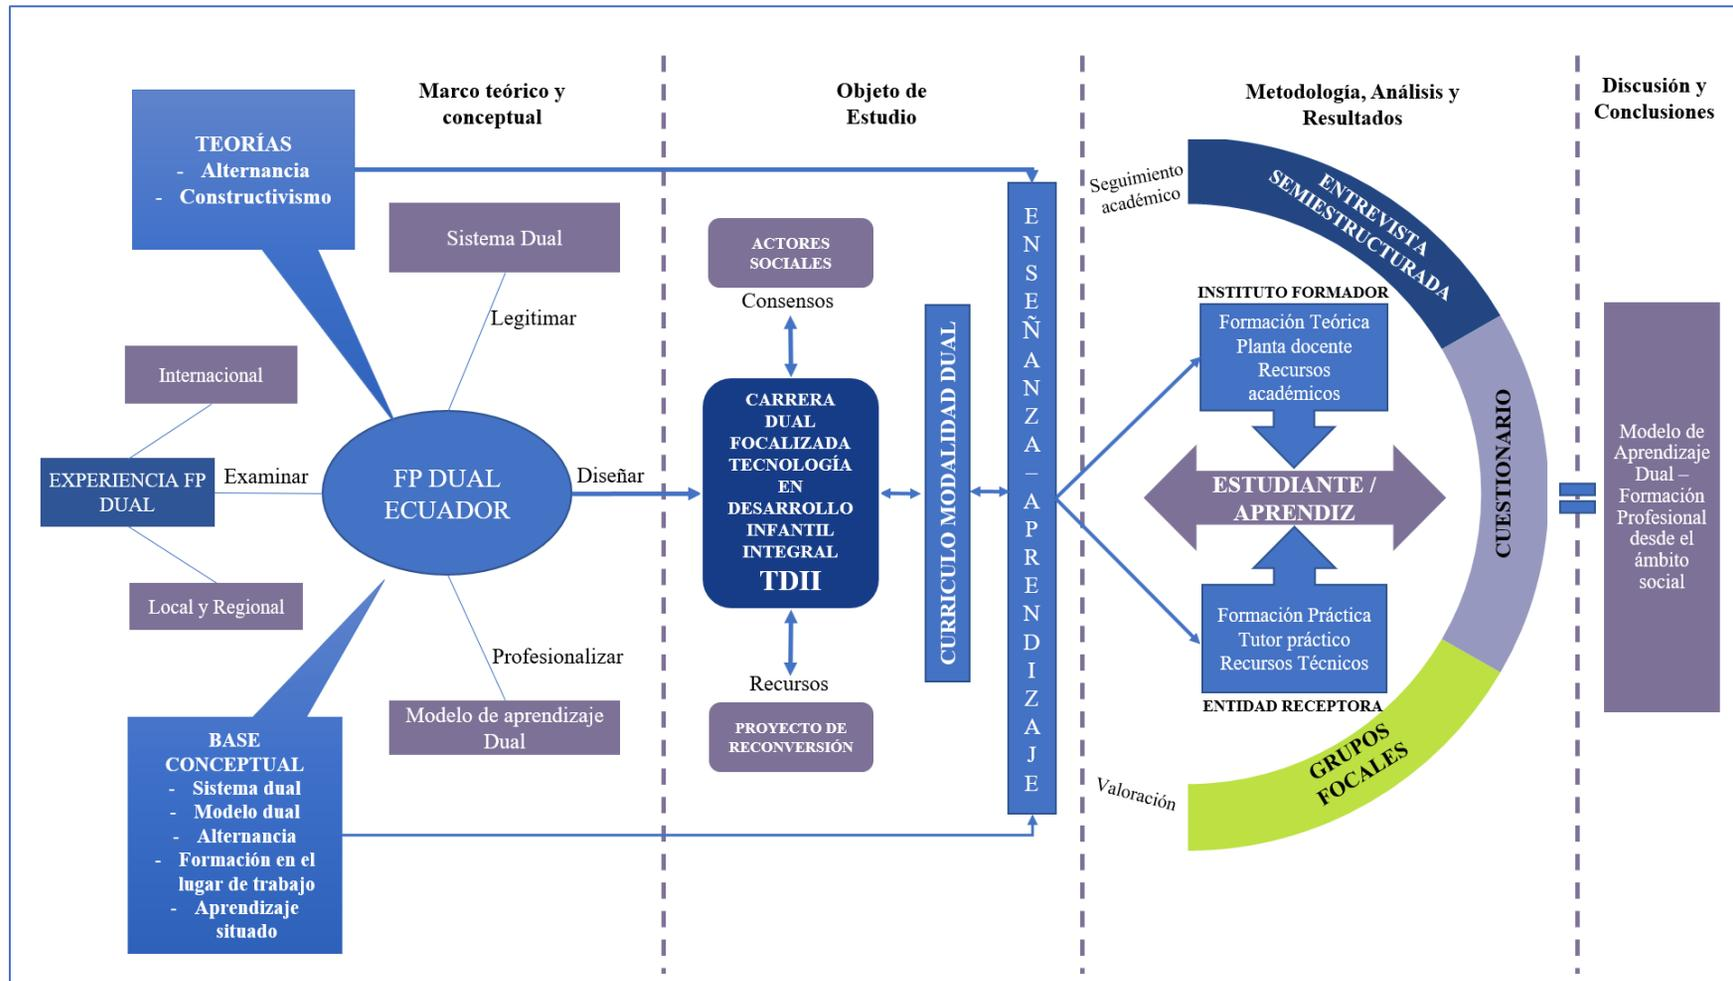 Marco teórico y
conceptual
TEORÍAS
- Alternancia
- Constructivismo
Sistema Dual
Legitimar
Internacional
EXPERIENCIA FP
DUAL
Examinar
Local y Regional
FP DUAL
ECUADOR
Diseñar
Profesionalizar
Modelo de aprendizaje
Dual
BASE
CONCEPTUAL
- Sistema dual
- Modelo dual
- Alternancia
- Formación en el
lugar de trabajo
- Aprendizaje
situado
Objeto de
Estudio
ACTORES
SOCIALES
Consensos
CARRERA
DUAL
FOCALIZADA
TECNOLOGÍA
EN
DESARROLLO
INFANTIL
INTEGRAL
TDII
Recursos
PROYECTO DE
RECONVERSIÓN
CURRICULO MODALIDAD DUAL
ENSEÑANZA – APRENDIZAJE
Metodología, Análisis y
Resultados
Seguimiento
académico
ENTREVISTA
SEMIESTRUCTURADA
INSTITUTO FORMADOR
Formación Teórica
Planta docente
Recursos
académicos
ESTUDIANTE /
APRENDIZ
CUESTIONARIO
Formación Práctica
Tutor práctico
Recursos Técnicos
ENTIDAD RECEPTORA
Valoración
GRUPOS
FOCALES
Discusión y
Conclusiones
Modelo de
Aprendizaje
Dual –
Formación
Profesional
desde el
ámbito
social